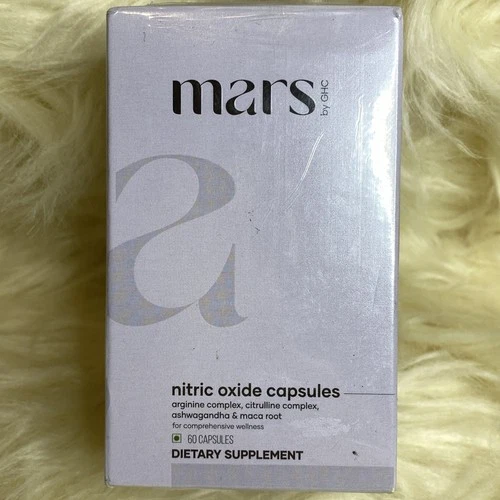 mars
by GHC
a
nitric oxide capsules
arginine complex, citrulline complex,
ashwagandha & maca root
for comprehensive wellness
60 CAPSULES
DIETARY SUPPLEMENT